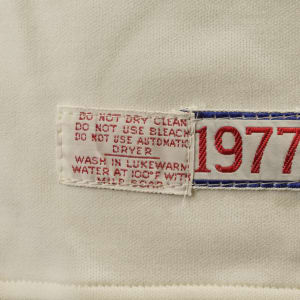 DO NOT DRY CLEAN
DO NOT USE BLEACH
DO NOT USE AUTOMATIC
DRYER
WASH IN LUKEWARM
WATER AT 100°F WITH
MILD SOAP
1977